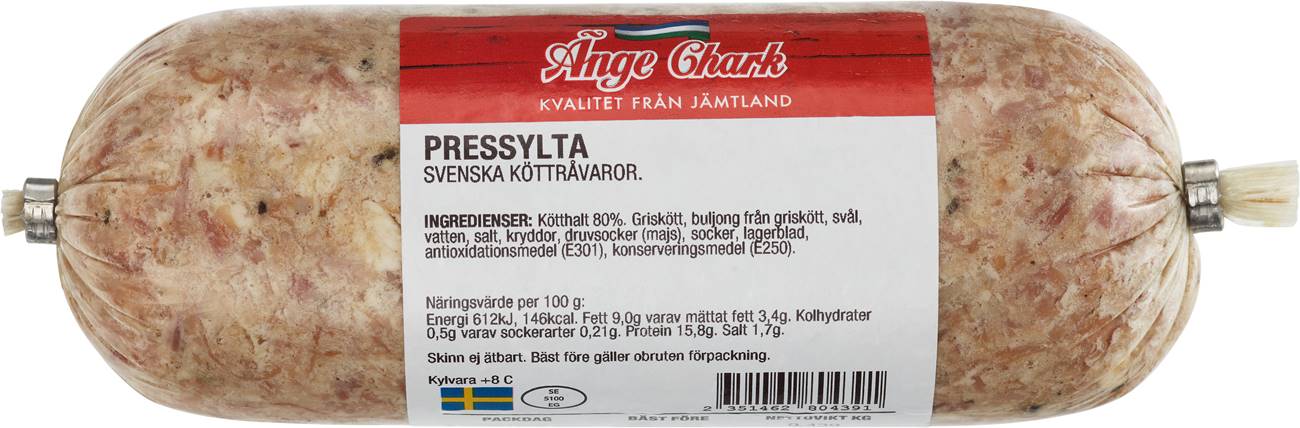 Ånge Chark
KVALITET FRÅN JÄMTLAND
PRESSYLTA
SVENSKA KÖTTRÅVAROR.
INGREDIENSER: Kötthalt 80%. Griskött, buljong från griskött, svål,
vatten, salt, kryddor, druvsocker (majs), socker, lagerblad,
antioxidationsmedel (E301), konserveringsmedel (E250).
Näringsvärde per 100 g:
Energi 612kJ, 146kcal. Fett 9,0g varav mättat fett 3,4g. Kolhydrater
0,5g varav sockerarter 0,21g. Protein 15,8g. Salt 1,7g.
Skinn ej ätbart. Bäst före gäller obruten förpackning.
Kylvara +8 C
SE
5100
EG
2 351462 804391
PACKDAG BÄST FÖRE NETTOVIKT KG